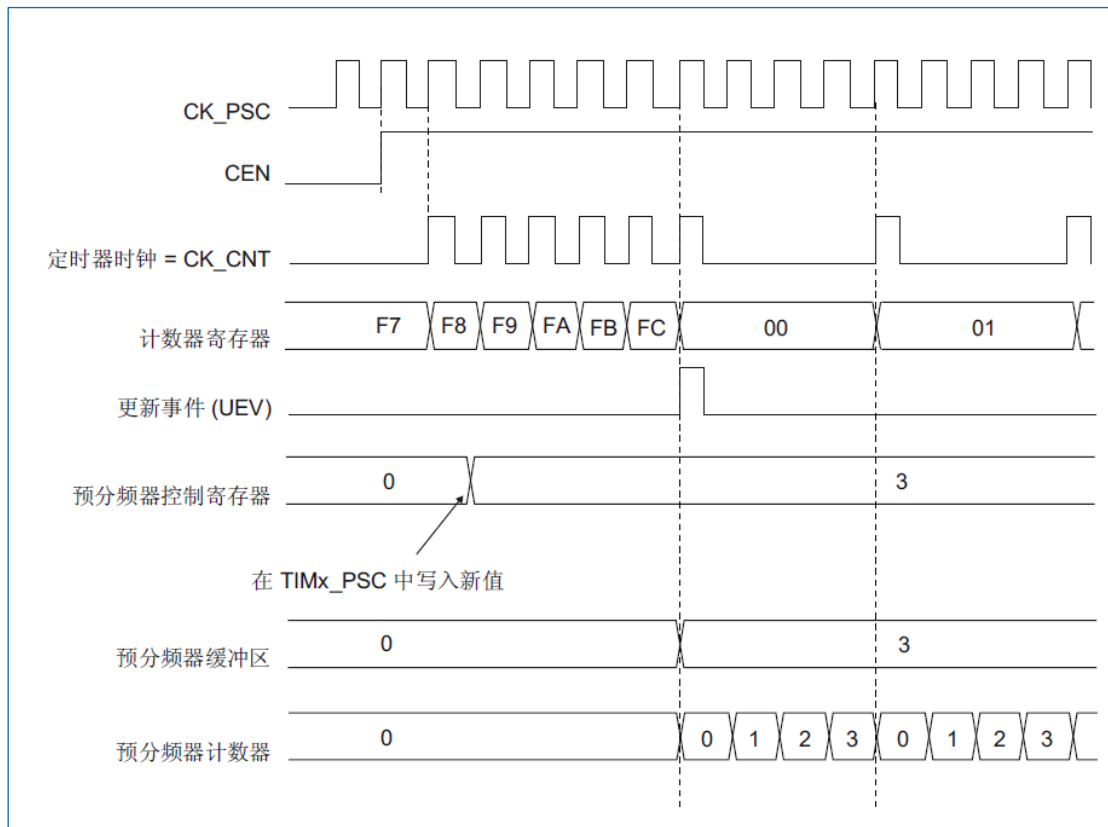 CK_PSC
CEN
定时器时钟 = CK_CNT
计数器寄存器 F7 F8 F9 FA FB FC 00 01
更新事件 (UEV)
预分频器控制寄存器 0 3
在 TIMx_PSC 中写入新值
预分频器缓冲区 0 3
预分频器计数器 0 0 1 2 3 0 1 2 3